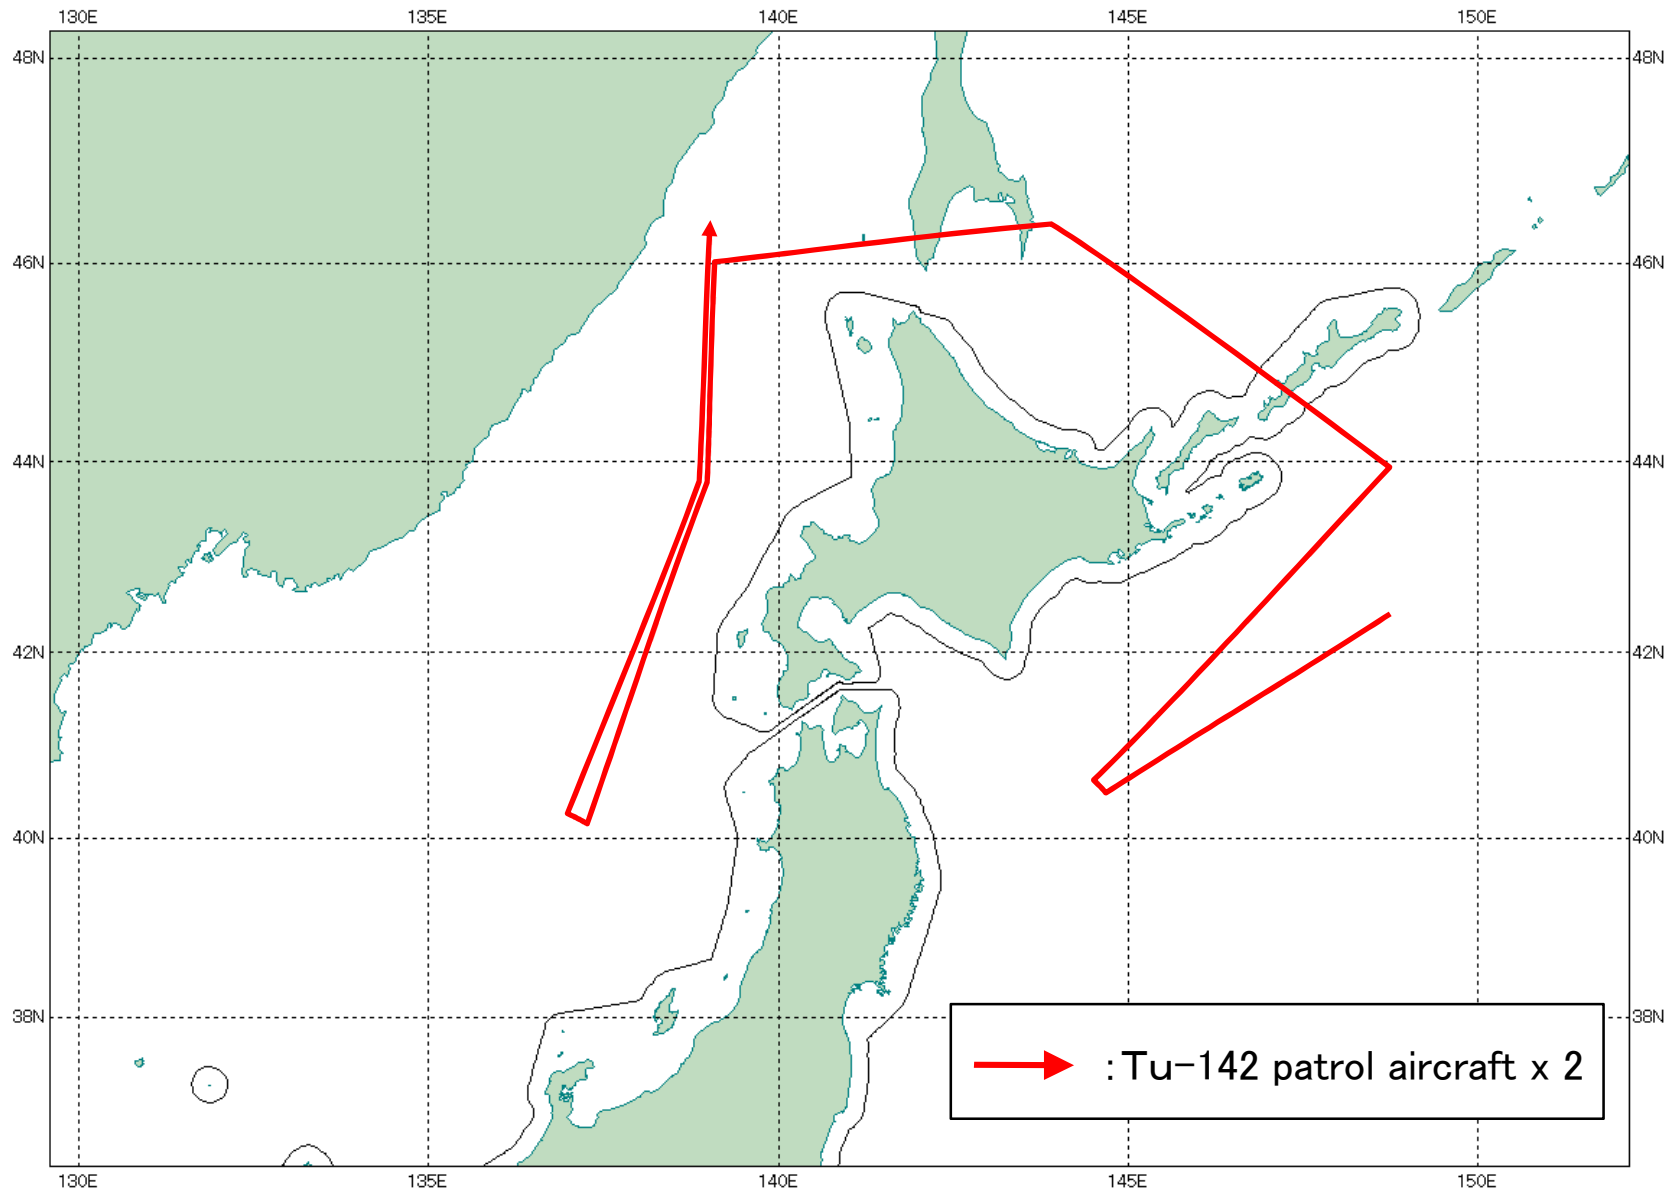 130E 135E 140E 145E 150E
48N 48N
46N 46N
44N 44N
42N 42N
40N 40N
38N 38N
:Tu-142 patrol aircraft x 2
130E 135E 140E 145E 150E